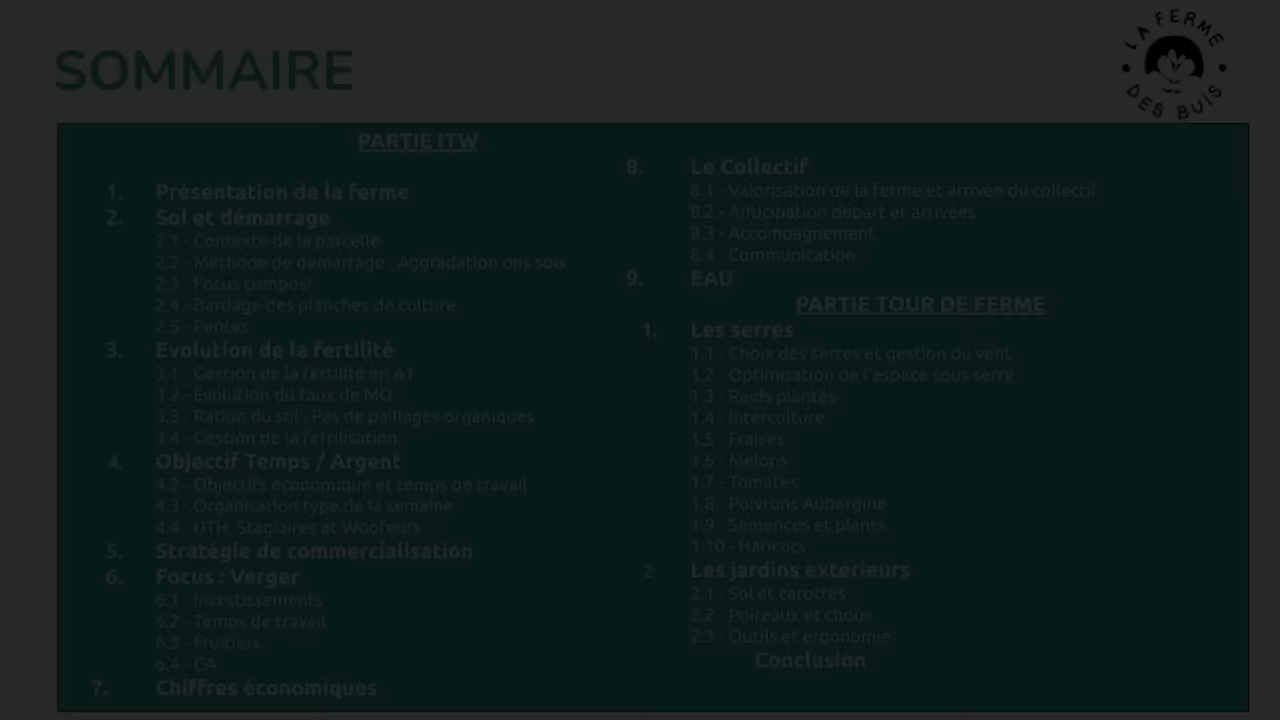 SOMMAIRE
LA FERME
DES BUIS
PARTIE ITW
1. Présentation de la ferme
2. Sol et démarrage
2.1 - Contexte de la parcelle
2.2 - Méthode de démarrage : Aggradation des sols
2.3 - Focus compost
2.4 - Bardage des planches de culture
2.5 - Pentes
3. Evolution de la fertilité
3.1 - Gestion de la fertilité en A1
3.2 - Evolution du taux de MO
3.3 - Ration du sol : Pas de paillages organiques
3.4 - Gestion de la fertilisation
4. Objectif Temps / Argent
4.2 - Objectifs économique et temps de travail
4.3 - Organisation type de la semaine
4.4 - UTH, Stagiaires et Woofeurs
5. Stratégie de commercialisation
6. Focus : Verger
6.1 - Investissements
6.2 - Temps de travail
6.3 - Fruitiers
6.4 - CA
7. Chiffres économiques
8. Le Collectif
8.1 - Valorisation de la ferme et arrivée du collectif
8.2 - Anticipation départ et arrivées
8.3 - Accompagnement
8.4 - Communication
9. EAU
PARTIE TOUR DE FERME
1. Les serres
1.1 - Choix des serres et gestion du vent
1.2 - Optimisation de l'espace sous serre
1.3 - Raids plantés
1.4 - Interculture
1.5 - Fraises
1.6 - Melons
1.7 - Tomates
1.8 - Poivrons Aubergine
1.9 - Semences et plants
1.10 - Haricots
2. Les jardins extérieurs
2.1 - Sol et carottes
2.2 - Poireaux et choux
2.3 - Outils et ergonomie
Conclusion